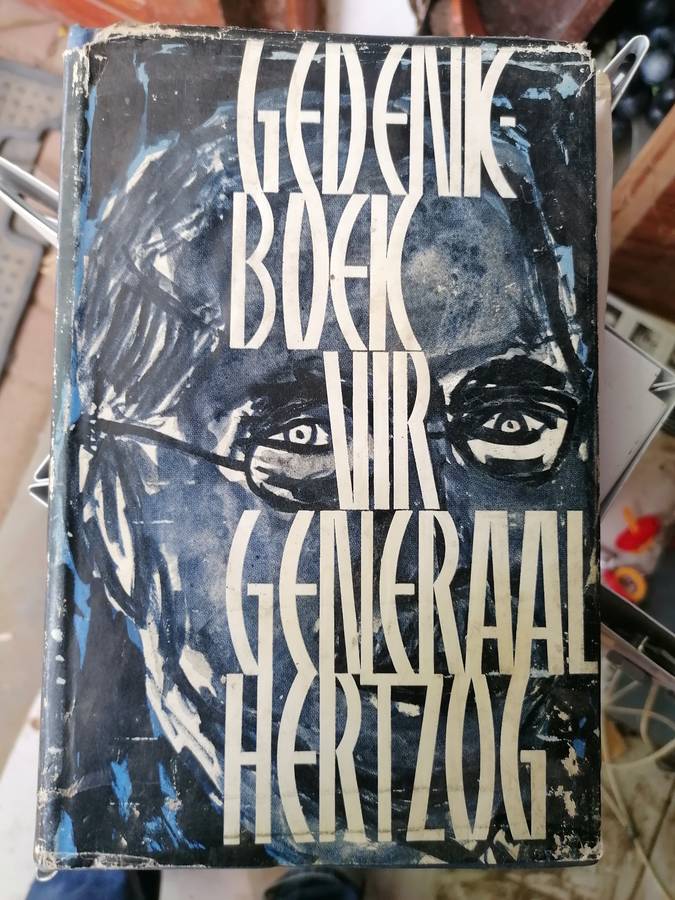 GEDENK-
BOEK
VIR
GENERAAL
HERTZOG